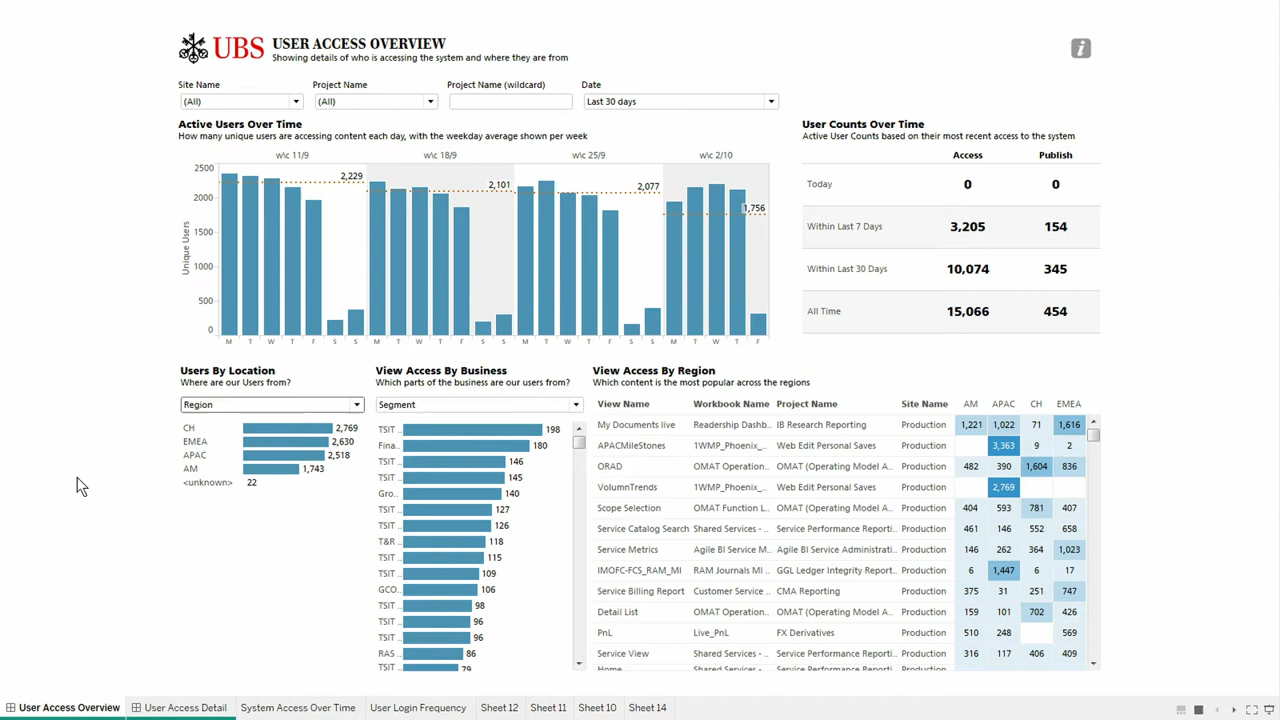 UBS
USER ACCESS OVERVIEW
Showing details of who is accessing the system and where they are from
i
Site Name Project Name Project Name (wildcard) Date
(All) (All) Last 30 days
Active Users Over Time
How many unique users are accessing content each day, with the weekday average shown per week
w\c 11/9 w\c 18/9 w\c 25/9 w\c 2/10
2500
2000
1500
1000
500
0
Unique Users
2,229 2,101 2,077 1,756
M T W T F S S M T W T F S S M T W T F S S M T W T F
User Counts Over Time
Active User Counts based on their most recent access to the system
Access Publish
Today 0 0
Within Last 7 Days 3,205 154
Within Last 30 Days 10,074 345
All Time 15,066 454
Users By Location
Where are our Users from?
Region
CH 2,769
EMEA 2,630
APAC 2,518
AM 1,743
<unknown> 22
View Access By Business
Which parts of the business are our users from?
Segment
TSIT .. 198
Fina.. 180
TSIT .. 146
TSIT .. 145
Gro.. 140
TSIT .. 127
TSIT .. 126
T&R .. 118
TSIT .. 115
TSIT .. 109
GCO.. 106
TSIT .. 98
TSIT .. 96
TSIT .. 96
RAS .. 86
TSIT .. 79
View Access By Region
Which content is the most popular across the regions
View Name Workbook Name Project Name Site Name AM APAC CH EMEA
My Documents live Readership Dashb.. IB Research Reporting Production 1,221 1,022 71 1,616
APACMileStones 1WMP_Phoenix_.. Web Edit Personal Saves Production 3,363 9 2
ORAD OMAT Operation.. OMAT (Operating Model A.. Production 482 390 1,604 836
VolumnTrends 1WMP_Phoenix_.. Web Edit Personal Saves Production 2,769
Scope Selection OMAT Function L.. OMAT (Operating Model A.. Production 404 593 781 407
Service Catalog Search Shared Services - .. Service Performance Reporti.. Production 461 146 552 658
Service Metrics Agile BI Service M.. Agile BI Service Administrati.. Production 146 262 364 1,023
IMOFC-FCS_RAM_MI RAM Journals MI .. GGL Ledger Integrity Report.. Production 6 1,447 6 17
Service Billing Report Customer Service .. CMA Reporting Production 375 31 251 747
Detail List OMAT Operation.. OMAT (Operating Model A.. Production 159 101 702 426
PnL Live_PnL FX Derivatives Production 510 248 569
Service View Shared Services - .. Service Performance Reporti.. Production 316 117 406 409
Home Shared Services - .. Service Performance Reporti.. Production
User Access Overview User Access Detail System Access Over Time User Login Frequency Sheet 12 Sheet 11 Sheet 10 Sheet 14